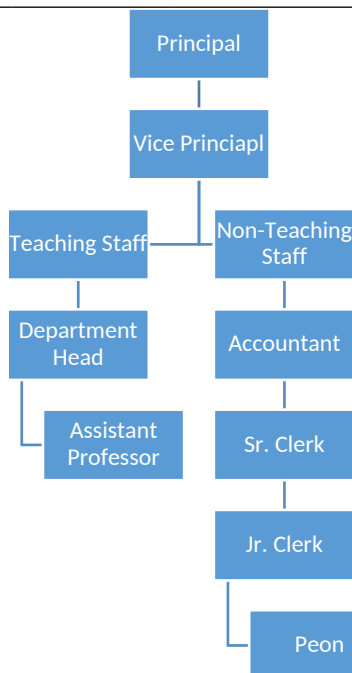 Principal
Vice Princiapl
Teaching Staff
Non-Teaching
Staff
Department
Head
Accountant
Assistant
Professor
Sr. Clerk
Jr. Clerk
Peon